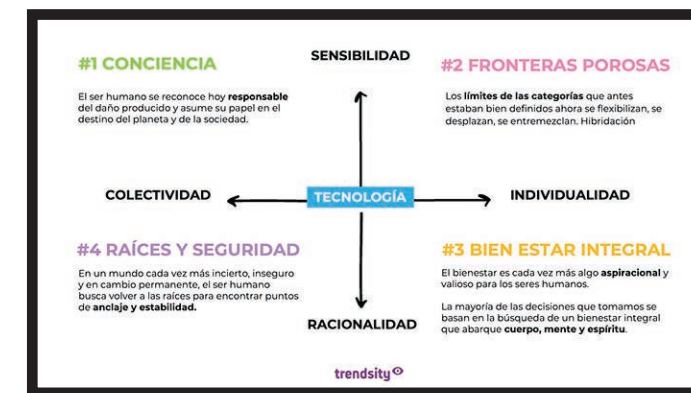 SENSIBILIDAD
#1 CONCIENCIA
El ser humano se reconoce hoy responsable
del daño producido y asume su papel en el
destino del planeta y de la sociedad.
#2 FRONTERAS POROSAS
Los límites de las categorías que antes
estaban bien definidos ahora se flexibilizan, se
desplazan, se entremezclan. Hibridación
COLECTIVIDAD
TECNOLOGÍA
INDIVIDUALIDAD
#4 RAÍCES Y SEGURIDAD
En un mundo cada vez más incierto, inseguro
y en cambio permanente, el ser humano
busca volver a las raíces para encontrar puntos
de anclaje y estabilidad.
#3 BIEN ESTAR INTEGRAL
El bienestar es cada vez más algo aspiracional y
valioso para los seres humanos.
La mayoría de las decisiones que tomamos se
basan en la búsqueda de un bienestar integral
que abarque cuerpo, mente y espíritu.
RACIONALIDAD
trendsity